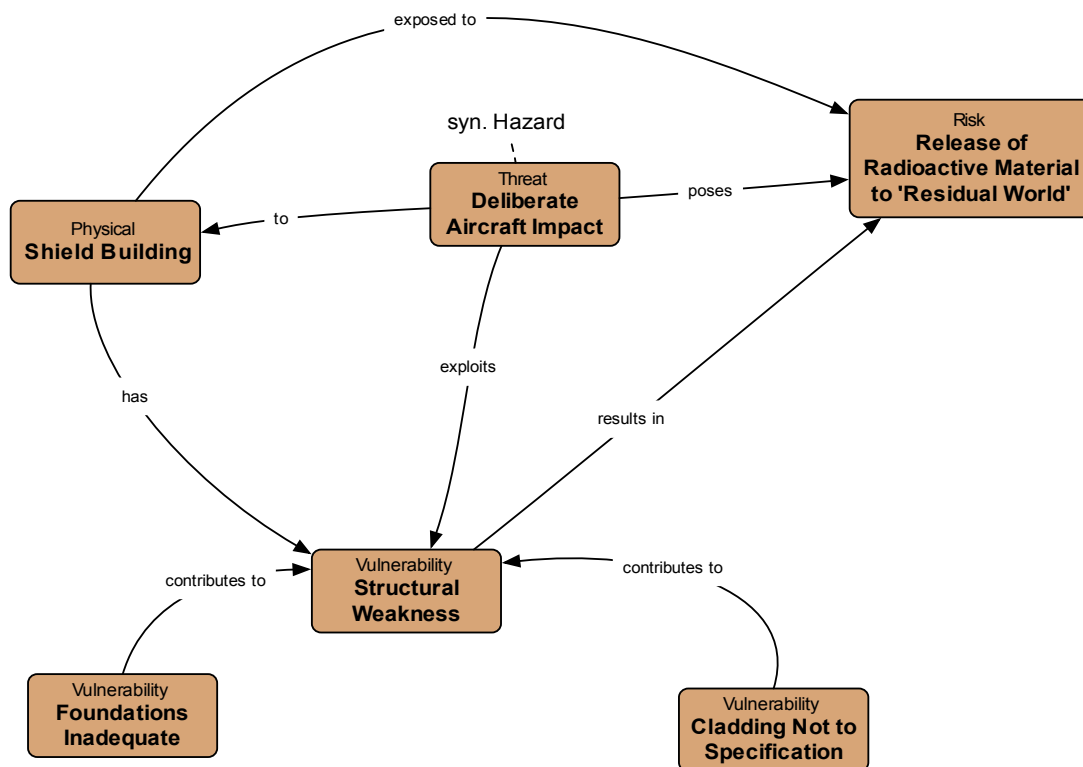 exposed to
syn. Hazard
Risk
Release of
Radioactive Material
to 'Residual World'
Threat
Deliberate
Aircraft Impact
poses
to
Physical
Shield Building
exploits
has
results in
Vulnerability
Structural
Weakness
contributes to
contributes to
Vulnerability
Foundations
Inadequate
Vulnerability
Cladding Not to
Specification